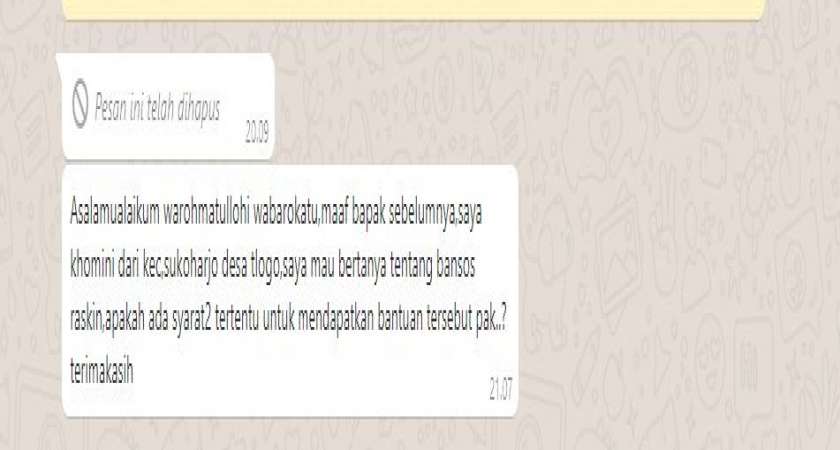 Pesan ini telah dihapus
20.09
Asalamualaikum warohmatullohi wabarokatu,maaf bapak sebelumnya,saya
khomini dari kec,sukoharjo desa tlogo,saya mau bertanya tentang bansos
raskin,apakah ada syarat2 tertentu untuk mendapatkan bantuan tersebut pak..?
terimakasih
21.07